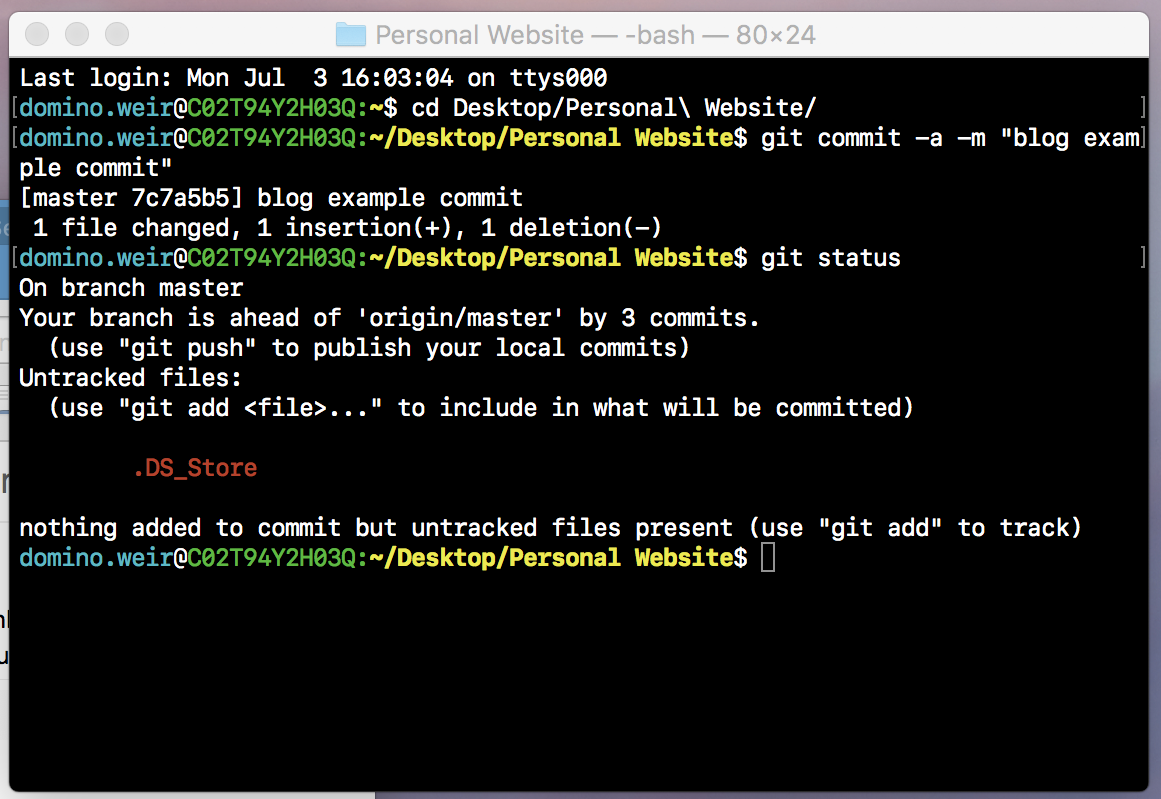 Personal Website — -bash — 80×24
Last login: Mon Jul  3 16:03:04 on ttys000
[domino.weir@C02T94Y2H03Q:~$ cd Desktop/Personal\ Website/ ]
[domino.weir@C02T94Y2H03Q:~/Desktop/Personal Website$ git commit -a -m "blog exam]
ple commit"
[master 7c7a5b5] blog example commit
 1 file changed, 1 insertion(+), 1 deletion(-)
[domino.weir@C02T94Y2H03Q:~/Desktop/Personal Website$ git status ]
On branch master
Your branch is ahead of 'origin/master' by 3 commits.
  (use "git push" to publish your local commits)
Untracked files:
  (use "git add <file>..." to include in what will be committed)
        .DS_Store
nothing added to commit but untracked files present (use "git add" to track)
domino.weir@C02T94Y2H03Q:~/Desktop/Personal Website$